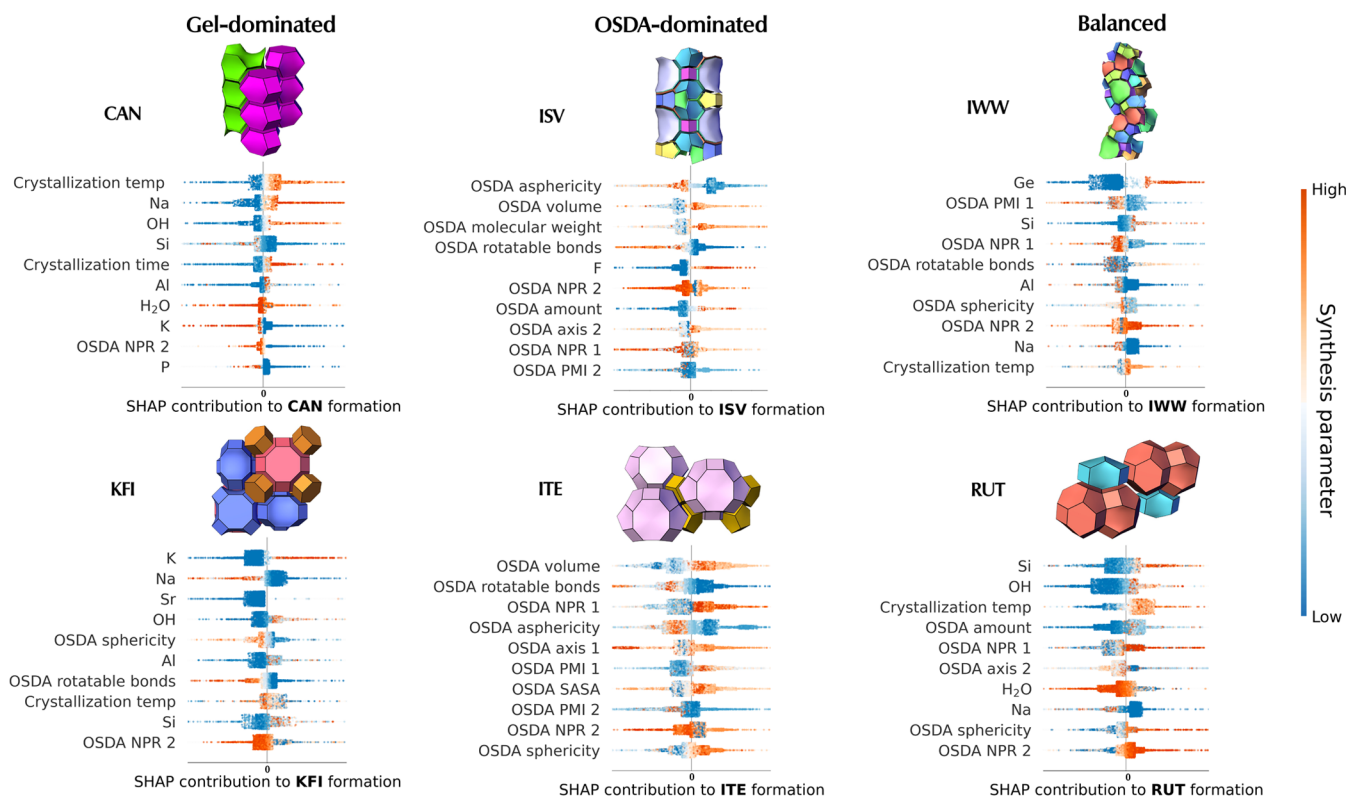 Gel-dominated
OSDA-dominated
Balanced
CAN
Crystallization temp
Na
OH
Si
Crystallization time
Al
H₂O
K
OSDA NPR 2
P
0
SHAP contribution to CAN formation
ISV
OSDA asphericity
OSDA volume
OSDA molecular weight
OSDA rotatable bonds
F
OSDA NPR 2
OSDA amount
OSDA axis 2
OSDA NPR 1
OSDA PMI 2
0
SHAP contribution to ISV formation
IWW
Ge
OSDA PMI 1
Si
OSDA NPR 1
OSDA rotatable bonds
Al
OSDA sphericity
OSDA NPR 2
Na
Crystallization temp
0
SHAP contribution to IWW formation
KFI
K
Na
Sr
OH
OSDA sphericity
Al
OSDA rotatable bonds
Crystallization temp
Si
OSDA NPR 2
0
SHAP contribution to KFI formation
ITE
OSDA volume
OSDA rotatable bonds
OSDA NPR 1
OSDA asphericity
OSDA axis 1
OSDA PMI 1
OSDA SASA
OSDA PMI 2
OSDA NPR 2
OSDA sphericity
0
SHAP contribution to ITE formation
RUT
Si
OH
Crystallization temp
OSDA amount
OSDA NPR 1
OSDA axis 2
H₂O
Na
OSDA sphericity
OSDA NPR 2
0
SHAP contribution to RUT formation
High
Synthesis parameter
Low